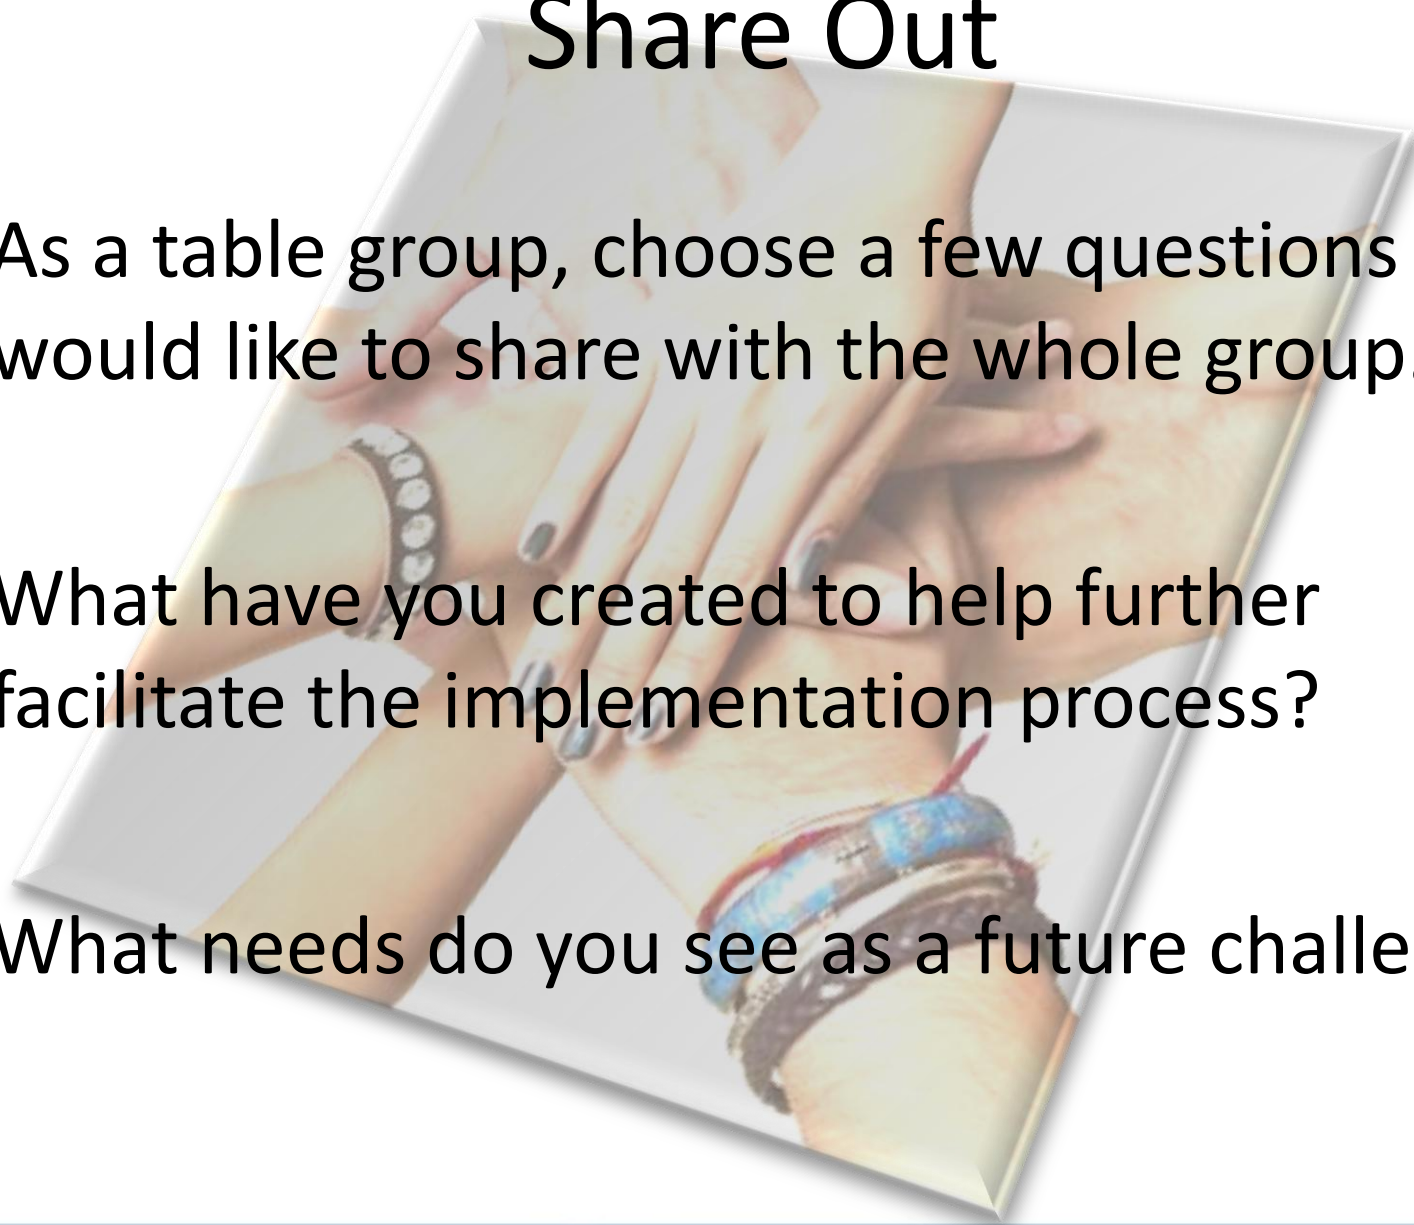 Share Out
As a table group, choose a few questions
would like to share with the whole group.
What have you created to help further
facilitate the implementation process?
What needs do you see as a future challe